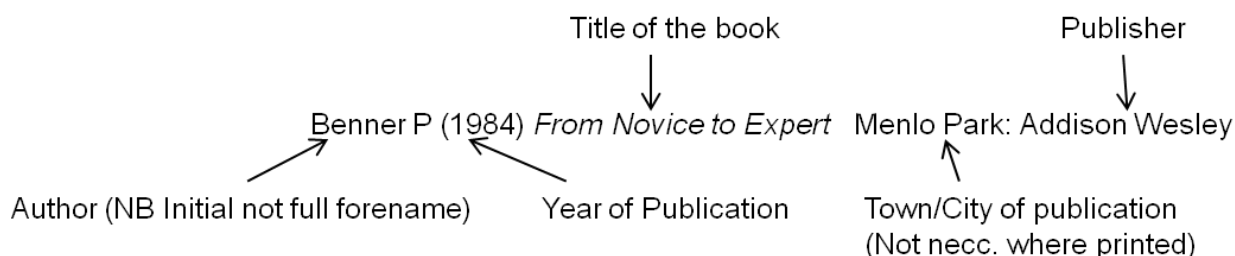 Title of the book Publisher
Benner P (1984) From Novice to Expert Menlo Park: Addison Wesley
Author (NB Initial not full forename) Year of Publication Town/City of publication
(Not necc. where printed)